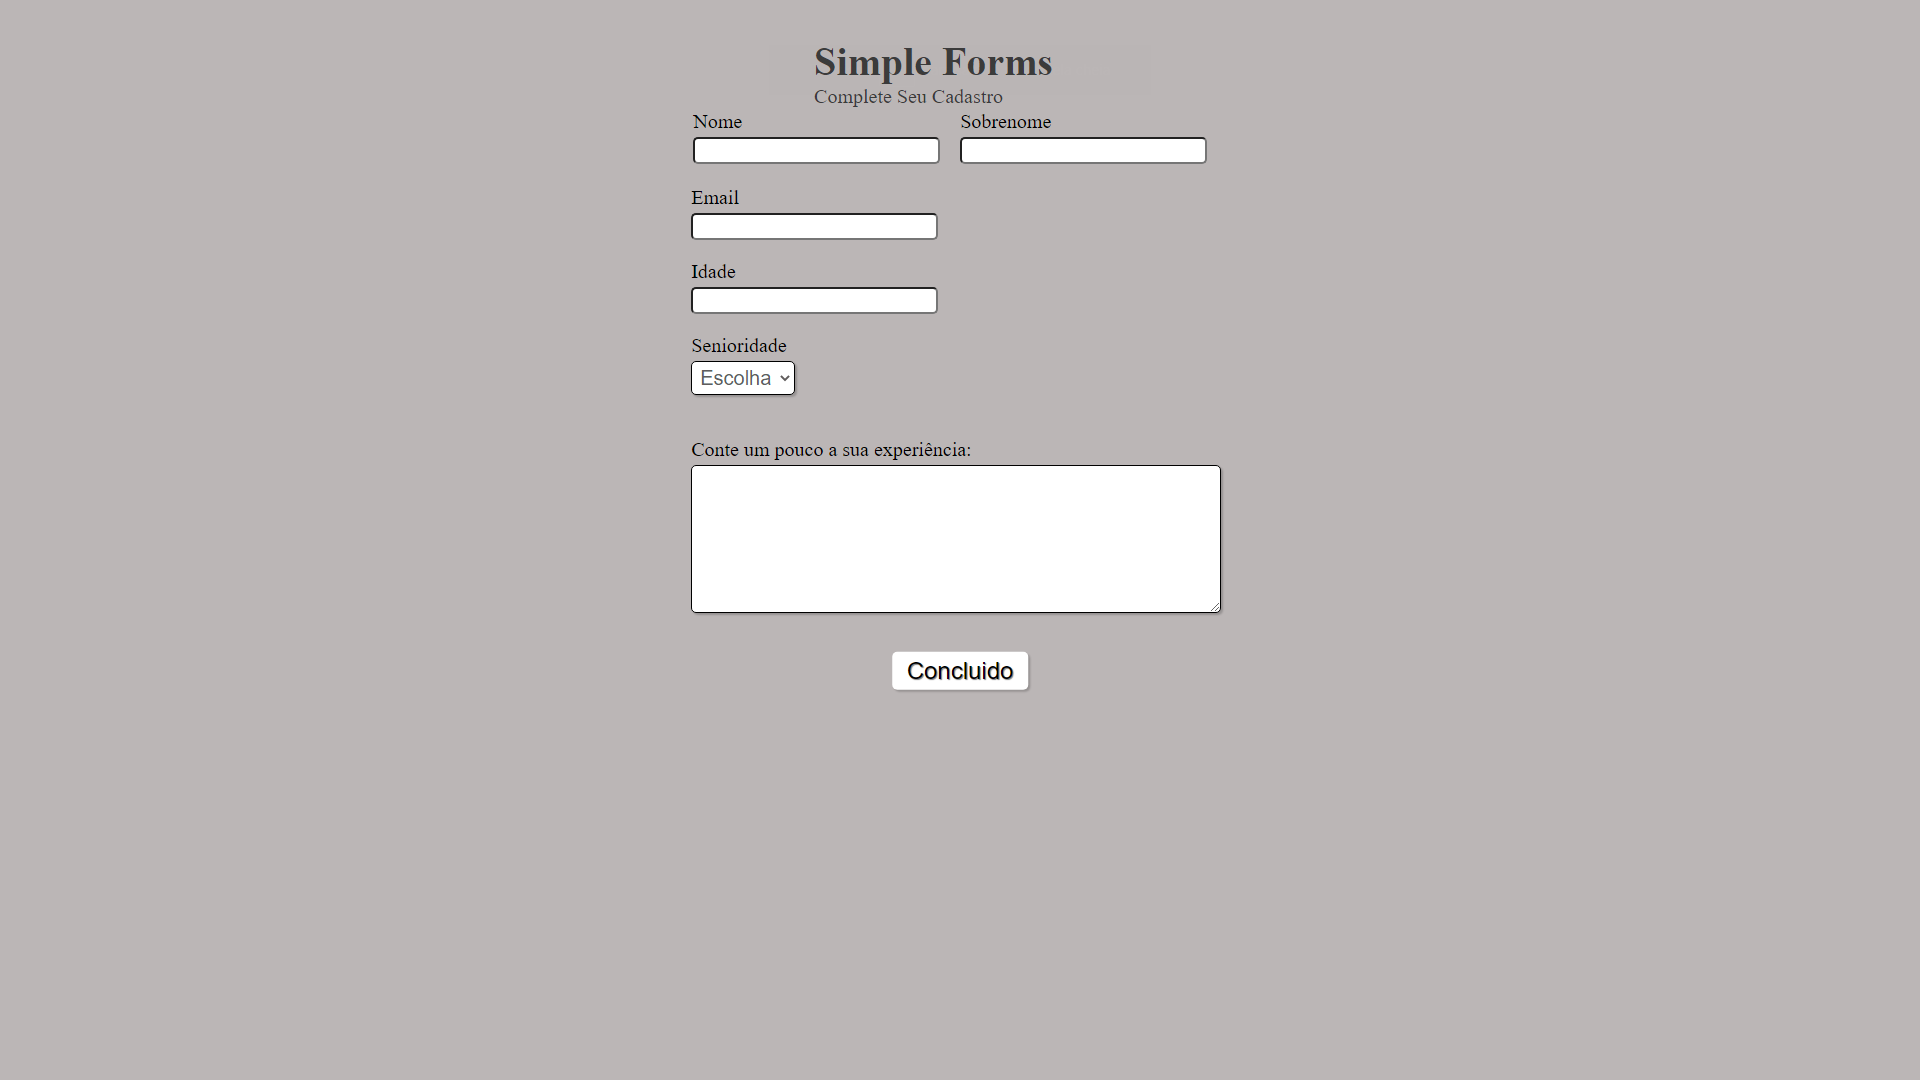 Simple Forms
Complete Seu Cadastro
Nome Sobrenome
Email
Idade
Senioridade
Escolha
Conte um pouco a sua experiência:
Concluido